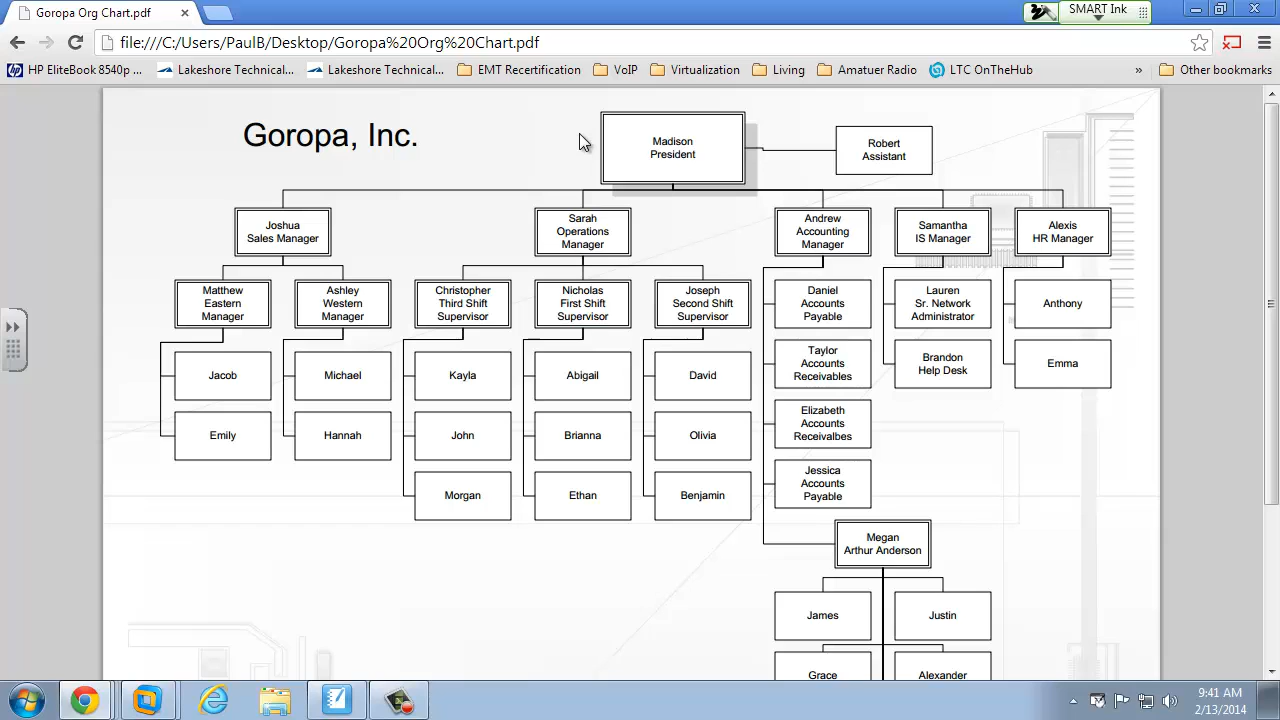 Goropa Org Chart.pdf
SMART Ink
file:///C:/Users/PaulB/Desktop/Goropa%20Org%20Chart.pdf
HP EliteBook 8540p ...
Lakeshore Technical...
Lakeshore Technical...
EMT Recertification
VoIP
Virtualization
Living
Amatuer Radio
LTC OnTheHub
»
Other bookmarks
Goropa, Inc.
Madison
President
Robert
Assistant
Joshua
Sales Manager
Sarah
Operations
Manager
Andrew
Accounting
Manager
Samantha
IS Manager
Alexis
HR Manager
Matthew
Eastern
Manager
Ashley
Western
Manager
Christopher
Third Shift
Supervisor
Nicholas
First Shift
Supervisor
Joseph
Second Shift
Supervisor
Daniel
Accounts
Payable
Lauren
Sr. Network
Administrator
Anthony
Jacob
Michael
Kayla
Abigail
David
Taylor
Accounts
Receivables
Brandon
Help Desk
Emma
Emily
Hannah
John
Brianna
Olivia
Elizabeth
Accounts
Receivalbes
Morgan
Ethan
Benjamin
Jessica
Accounts
Payable
Megan
Arthur Anderson
James
Justin
Grace
Alexander
9:41 AM
2/13/2014